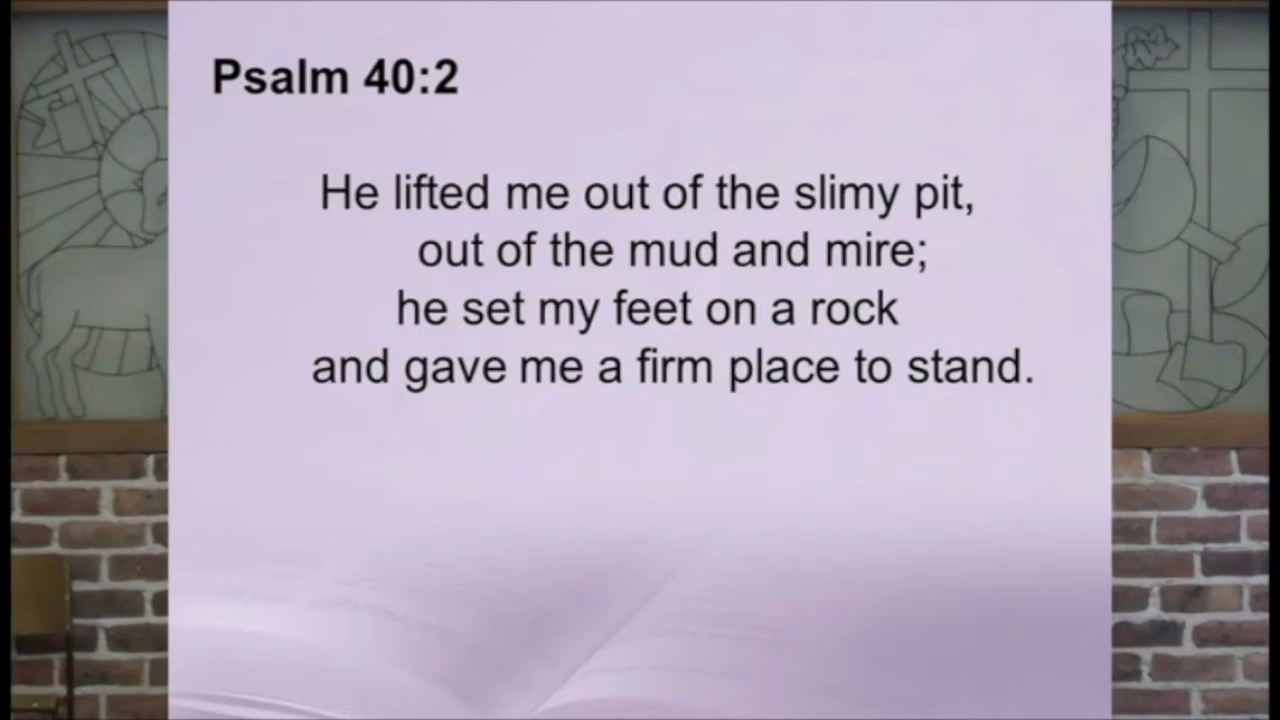 Psalm 40:2
He lifted me out of the slimy pit,
out of the mud and mire;
he set my feet on a rock
and gave me a firm place to stand.